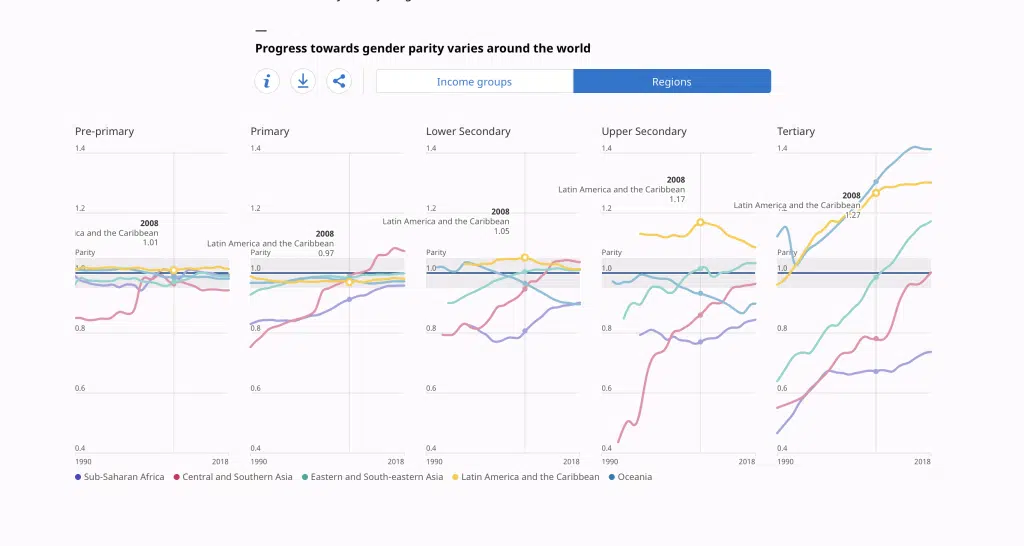 —
Progress towards gender parity varies around the world
i
Income groups
Regions
Pre-primary
1.4
1.2
2008
ica and the Caribbean
1.01
Parity
1.0
0.8
0.6
0.4
1990
2018
Primary
1.4
1.2
2008
Latin America and the Caribbean
0.97
Parity
1.0
0.8
0.6
0.4
1990
2018
Lower Secondary
1.4
1.2
2008
Latin America and the Caribbean
1.05
Parity
1.0
0.8
0.6
0.4
1990
2018
Upper Secondary
1.4
2008
Latin America and the Caribbean
1.17
1.2
Parity
1.0
0.8
0.6
0.4
1990
2018
Tertiary
1.4
2008
Latin America and the Caribbean
1.2
1.27
Parity
1.0
0.8
0.6
0.4
1990
2018
Sub-Saharan Africa
Central and Southern Asia
Eastern and South-eastern Asia
Latin America and the Caribbean
Oceania